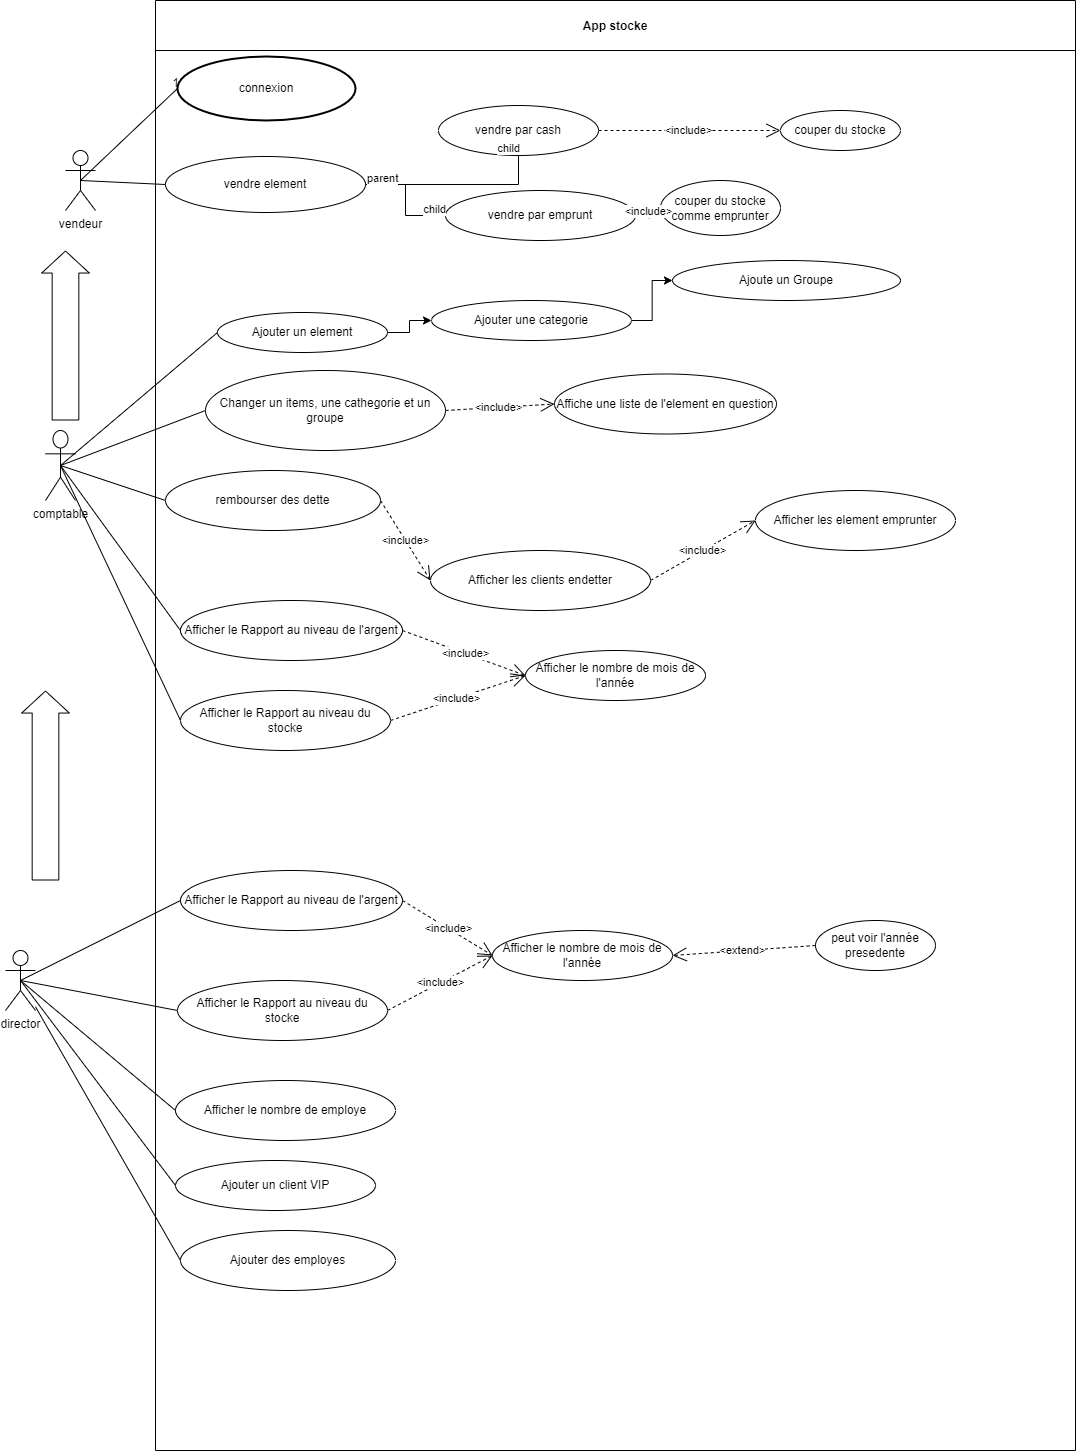 App stocke
connexion
1
vendre par cash
<include>
couper du stocke
child
vendeur
vendre element
parent
child
vendre par emprunt
<include>
couper du stocke
comme emprunter
Ajoute un Groupe
Ajouter un element
Ajouter une categorie
Changer un items, une cathegorie et un
groupe
<include>
Affiche une liste de l'element en question
comptable
rembourser des dette
<include>
Afficher les clients endetter
<include>
Afficher les element emprunter
Afficher le Rapport au niveau de l'argent
<include>
Afficher le nombre de mois de
l'année
Afficher le Rapport au niveau du
stocke
<include>
Afficher le Rapport au niveau de l'argent
<include>
Afficher le nombre de mois de
l'année
<extend>
peut voir l'année
presedente
director
Afficher le Rapport au niveau du
stocke
<include>
Afficher le nombre de employe
Ajouter un client VIP
Ajouter des employes